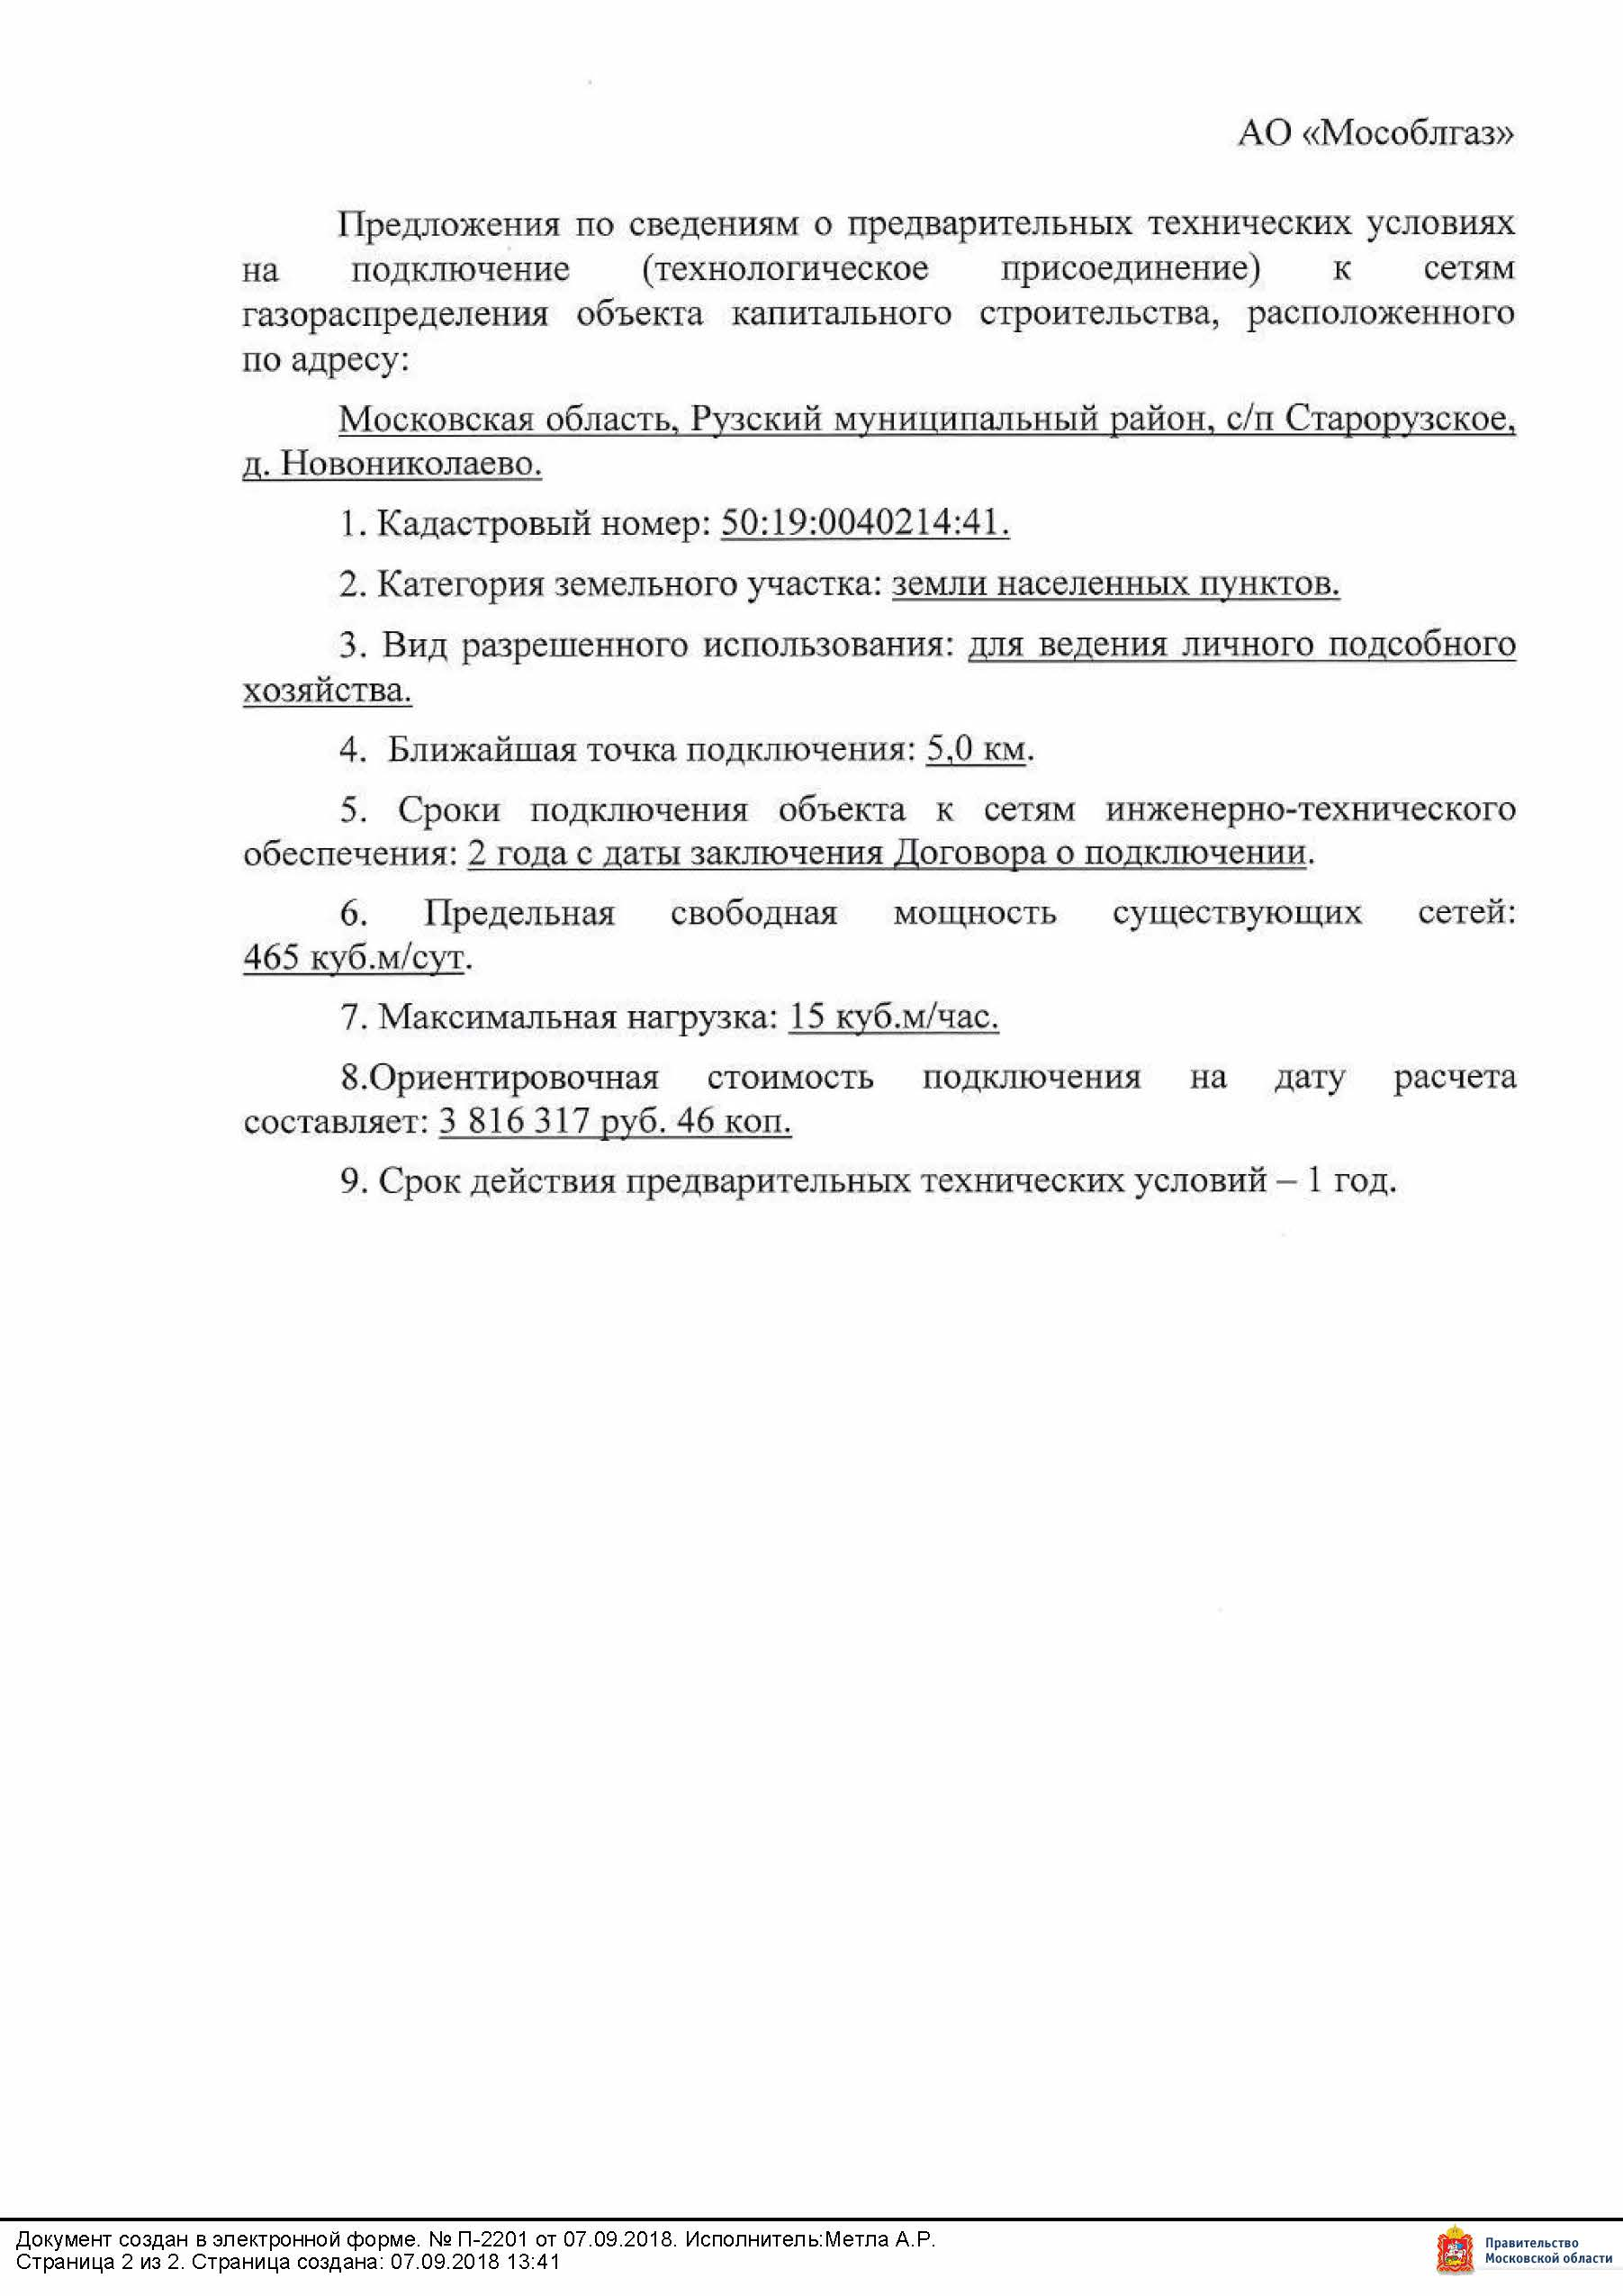 АО «Мособлгаз»
Предложения по сведениям о предварительных технических условиях
на подключение (технологическое присоединение) к сетям
газораспределения объекта капитального строительства, расположенного
по адресу:
Московская область, Рузский муниципальный район, с/п Старорузское,
д. Новониколаево.
1. Кадастровый номер: 50:19:0040214:41.
2. Категория земельного участка: земли населенных пунктов.
3. Вид разрешенного использования: для ведения личного подсобного
хозяйства.
4. Ближайшая точка подключения: 5,0 км.
5. Сроки подключения объекта к сетям инженерно-технического
обеспечения: 2 года с даты заключения Договора о подключении.
6. Предельная свободная мощность существующих сетей:
465 куб.м/сут.
7. Максимальная нагрузка: 15 куб.м/час.
8.Ориентировочная стоимость подключения на дату расчета
составляет: 3 816 317 руб. 46 коп.
9. Срок действия предварительных технических условий – 1 год.
Документ создан в электронной форме. № П-2201 от 07.09.2018. Исполнитель:Метла А.Р.
Страница 2 из 2. Страница создана: 07.09.2018 13:41
Правительство
Московской области